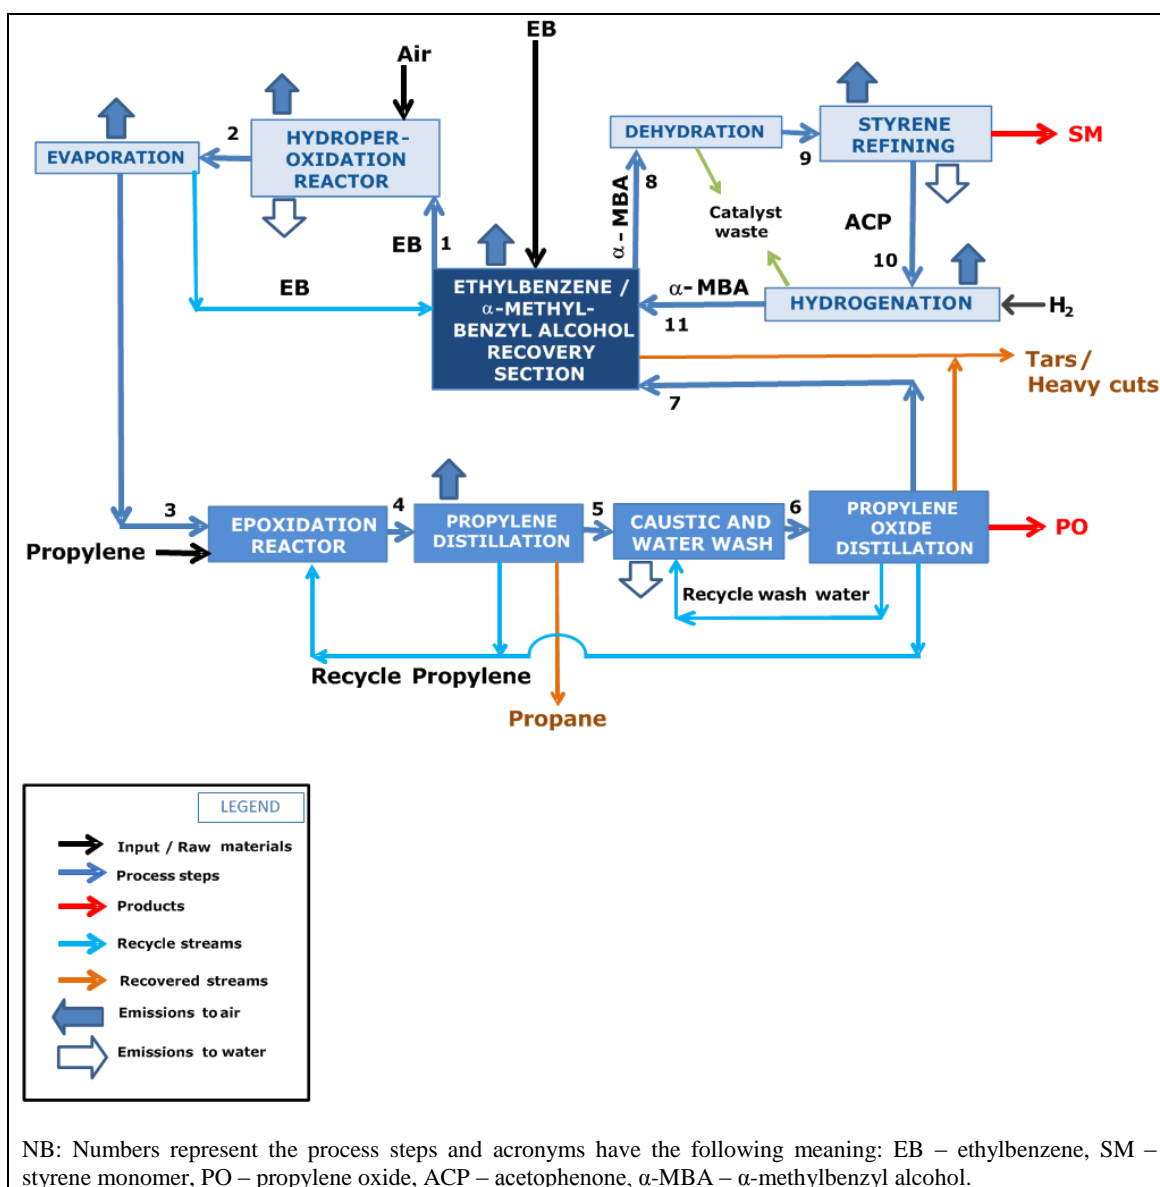 EB
Air
2
HYDROPER-
OXIDATION
REACTOR
EVAPORATION
DEHYDRATION
STYRENE
REFINING
SM
9
8
α-MBA
Catalyst
waste
ACP
10
EB
1
EB
ETHYLBENZENE /
α-METHYL-
BENZYL ALCOHOL
RECOVERY
SECTION
α-MBA
11
HYDROGENATION
H2
Tars/
Heavy cuts
7
3
Propylene
EPOXIDATION
REACTOR
4
PROPYLENE
DISTILLATION
5
CAUSTIC AND
WATER WASH
6
PROPYLENE
OXIDE
DISTILLATION
PO
Recycle wash water
Recycle Propylene
Propane
LEGEND
Input / Raw materials
Process steps
Products
Recycle streams
Recovered streams
Emissions to air
Emissions to water
NB: Numbers represent the process steps and acronyms have the following meaning: EB – ethylbenzene, SM –
styrene monomer, PO – propylene oxide, ACP – acetophenone, α-MBA – α-methylbenzyl alcohol.